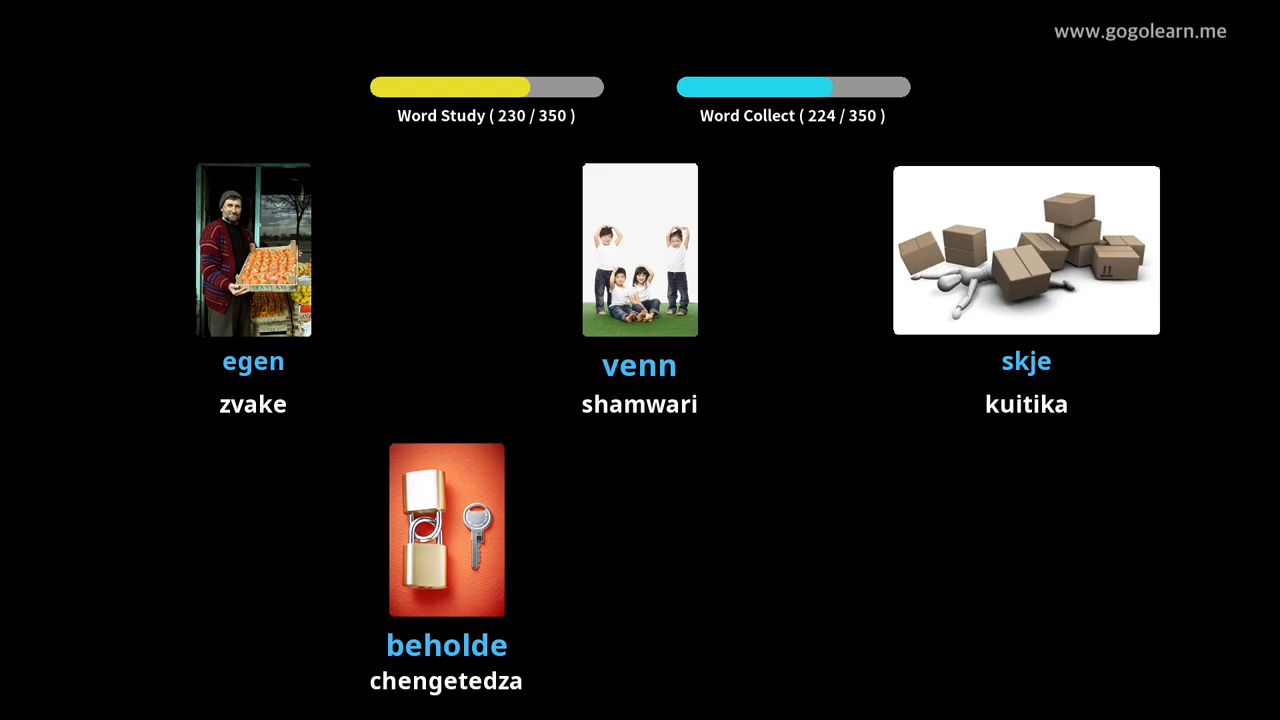 www.gogolearn.me
Word Study ( 230 / 350 )
Word Collect ( 224 / 350 )
egen
venn
skje
zvake
shamwari
kuitika
beholde
chengetedza